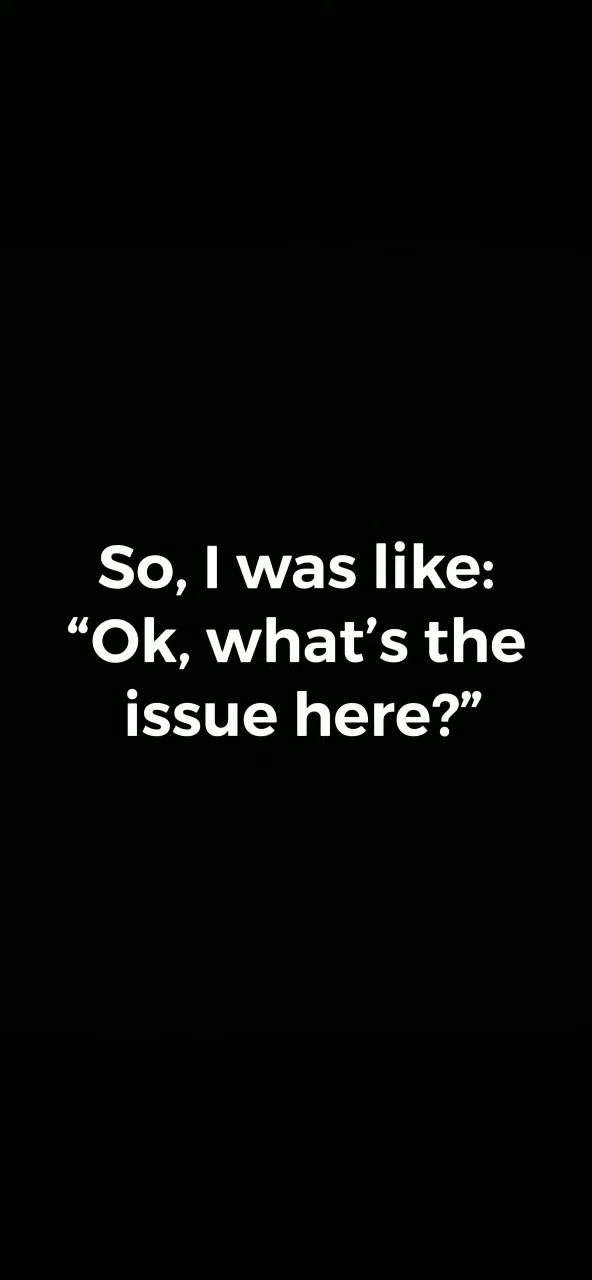 So, I was like:
“Ok, what’s the
issue here?”